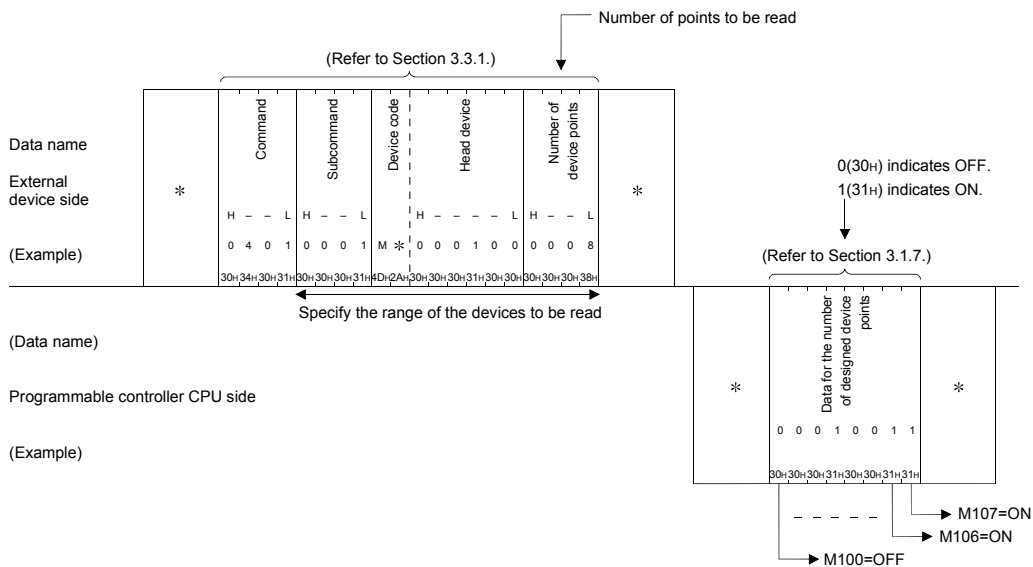 Number of points to be read
(Refer to Section 3.3.1.)
Data name
External
device side
(Example)
*
Command
Subcommand
Device code
Head device
Number of
device points
*
H – – L H – – L H – – – – L H – – L
0 4 0 1 0 0 0 1 M * 0 0 0 1 0 0 0 0 0 8
30H 34H 30H 31H 30H 30H 30H 31H 4DH 2AH 30H 30H 30H 31H 30H 30H 30H 30H 30H 38H
Specify the range of the devices to be read
0(30H) indicates OFF.
1(31H) indicates ON.
(Refer to Section 3.1.7.)
(Data name)
Programmable controller CPU side
(Example)
*
Data for the number
of designed device
points
*
0 0 0 1 0 0 1 1
30H 30H 30H 31H 30H 30H 31H 31H
– – – – –
M107=ON
M106=ON
M100=OFF